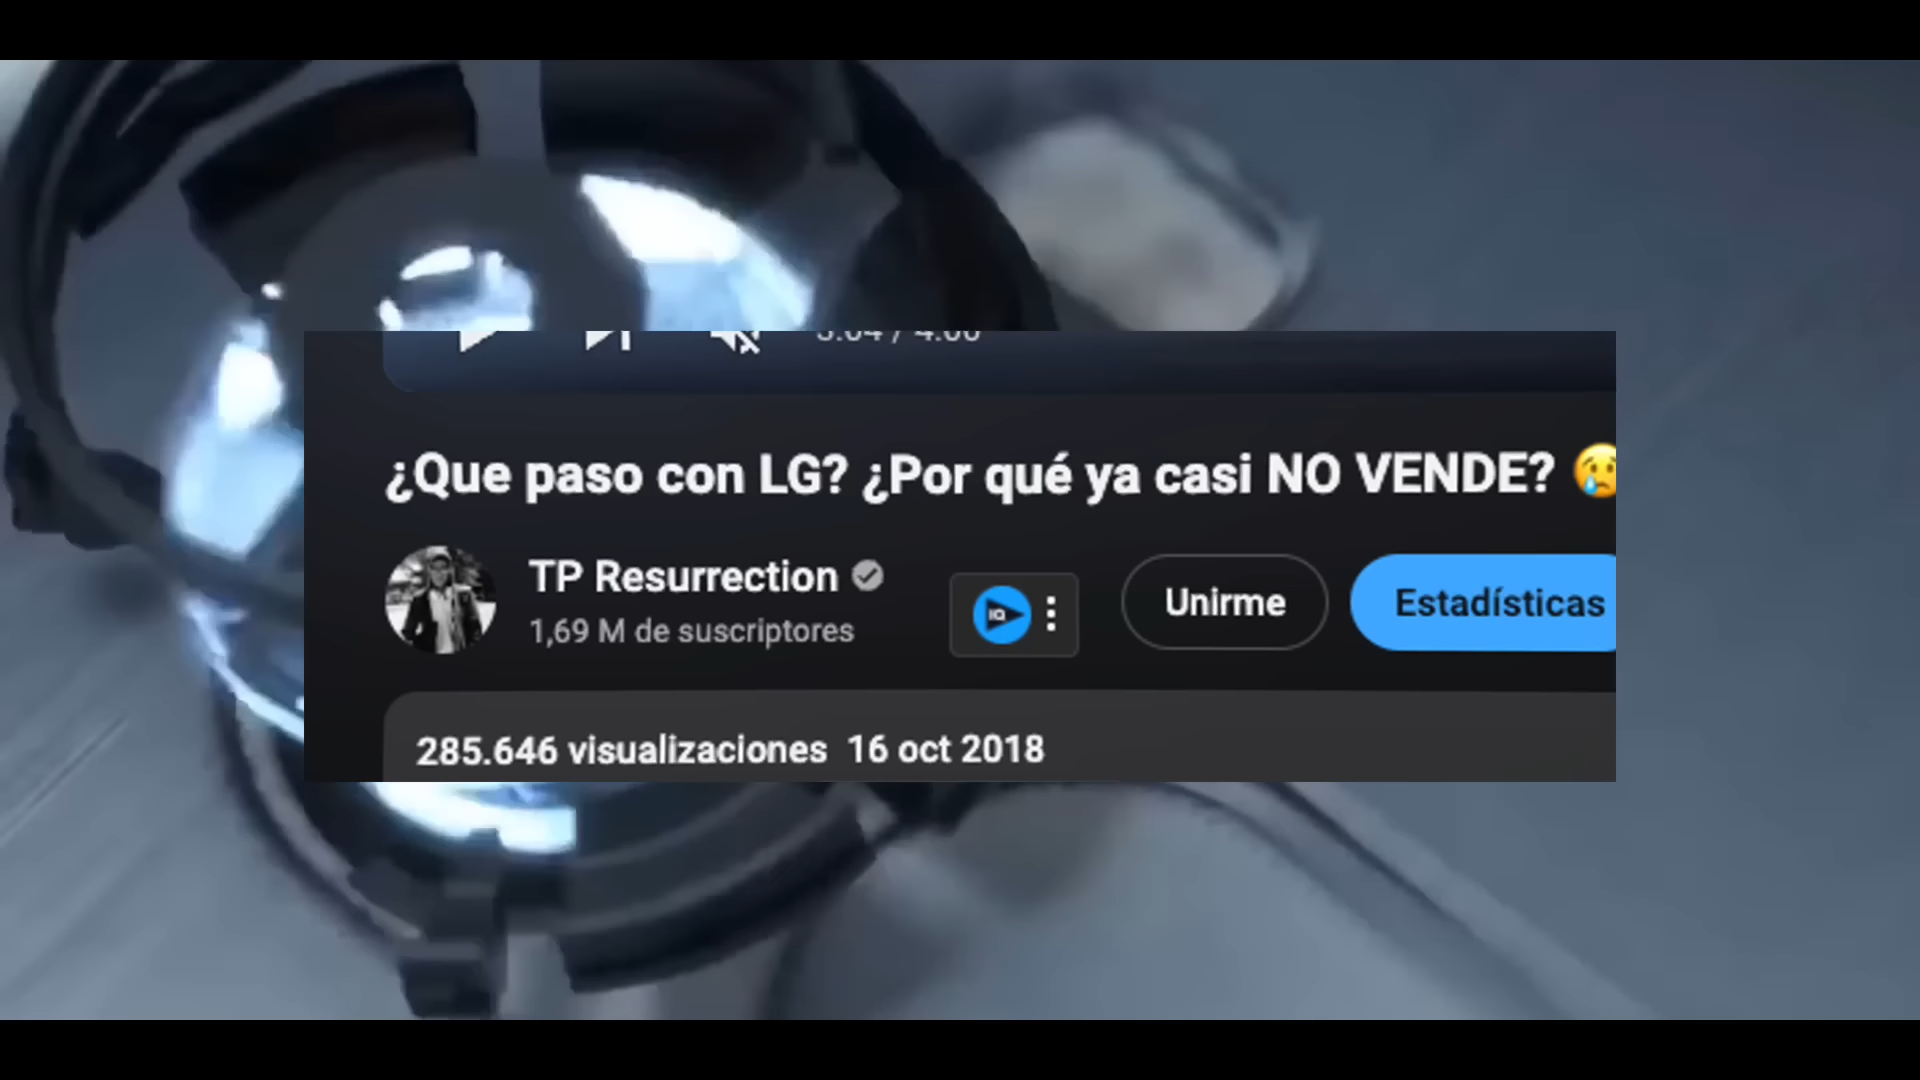 ¿Que paso con LG? ¿Por qué ya casi NO VENDE? 😢
TP Resurrection
1,69 M de suscriptores
IQ
Unirme
Estadísticas
285.646 visualizaciones 16 oct 2018